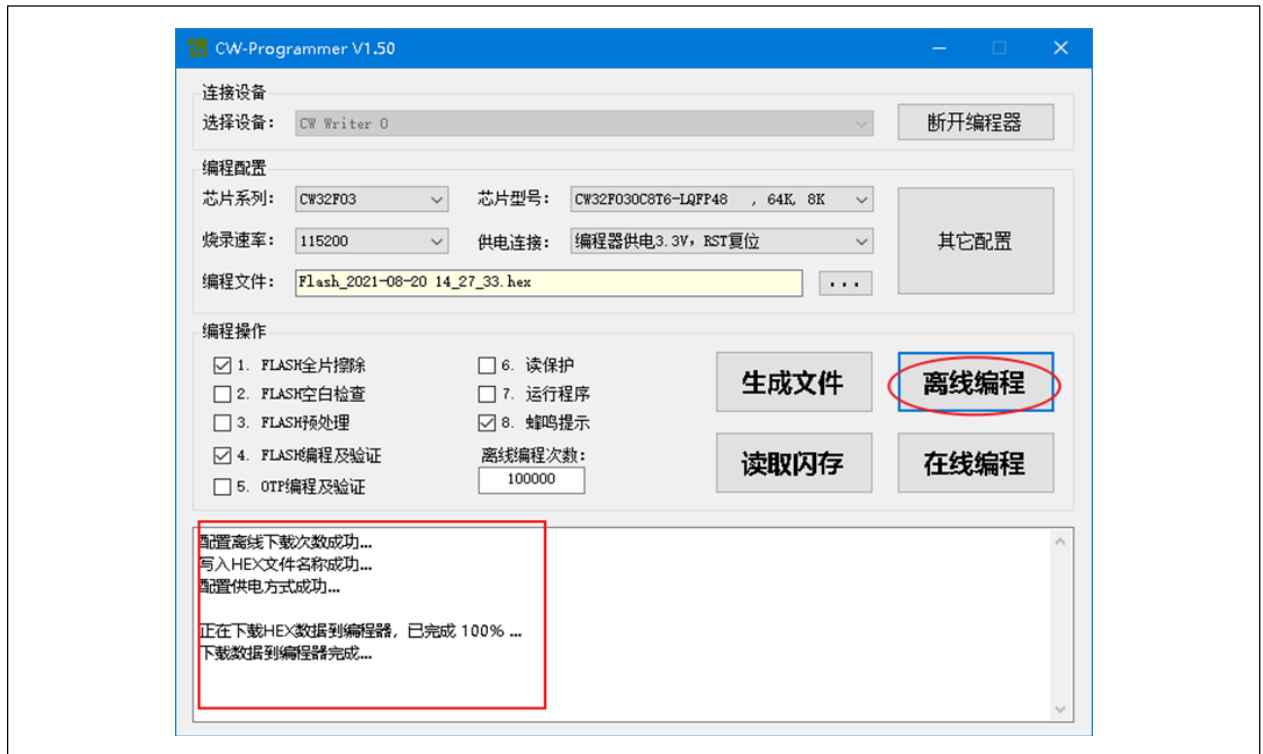 CW-Programmer V1.50
连接设备
选择设备： CW Writer 0 断开编程器
编程配置
芯片系列： CW32F03 芯片型号： CW32F030C8T6-LQFP48 , 64K, 8K
烧录速率： 115200 供电连接： 编程器供电3.3V，RST复位 其它配置
编程文件： Flash_2021-08-20 14_27_33.hex ...
编程操作
1. FLASH全片擦除 6. 读保护
2. FLASH空白检查 7. 运行程序 生成文件 离线编程
3. FLASH预处理 8. 蜂鸣提示
4. FLASH编程及验证 离线编程次数： 读取闪存 在线编程
5. OTP编程及验证 100000
配置离线下载次数成功...
写入HEX文件名称成功...
配置供电方式成功...
正在下载HEX数据到编程器，已完成 100% ...
下载数据到编程器完成...